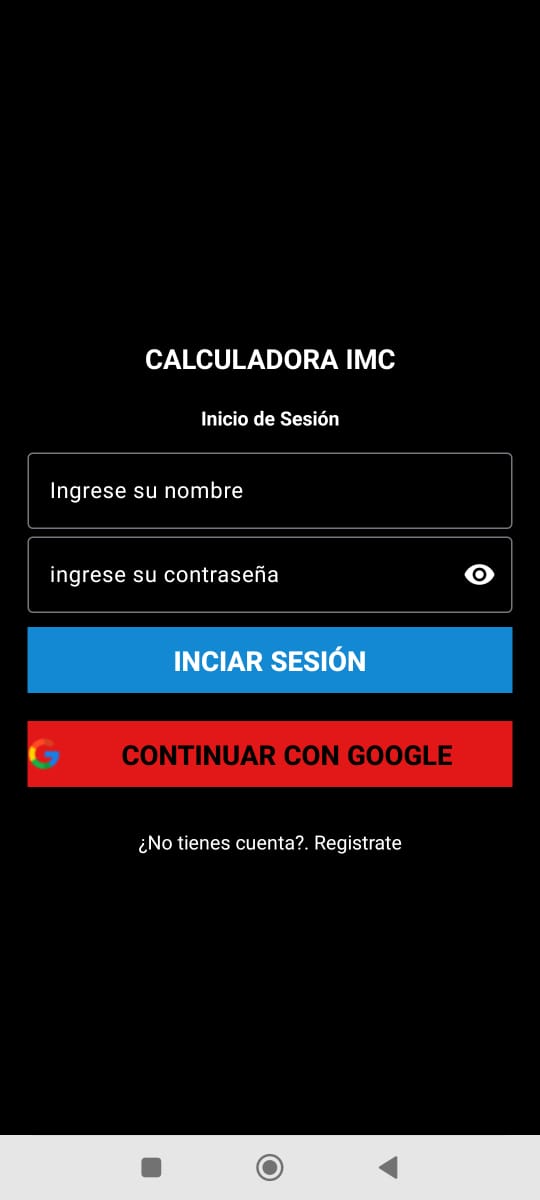 CALCULADORA IMC
Inicio de Sesión
Ingrese su nombre
ingrese su contraseña
INCIAR SESIÓN
CONTINUAR CON GOOGLE
¿No tienes cuenta?. Registrate